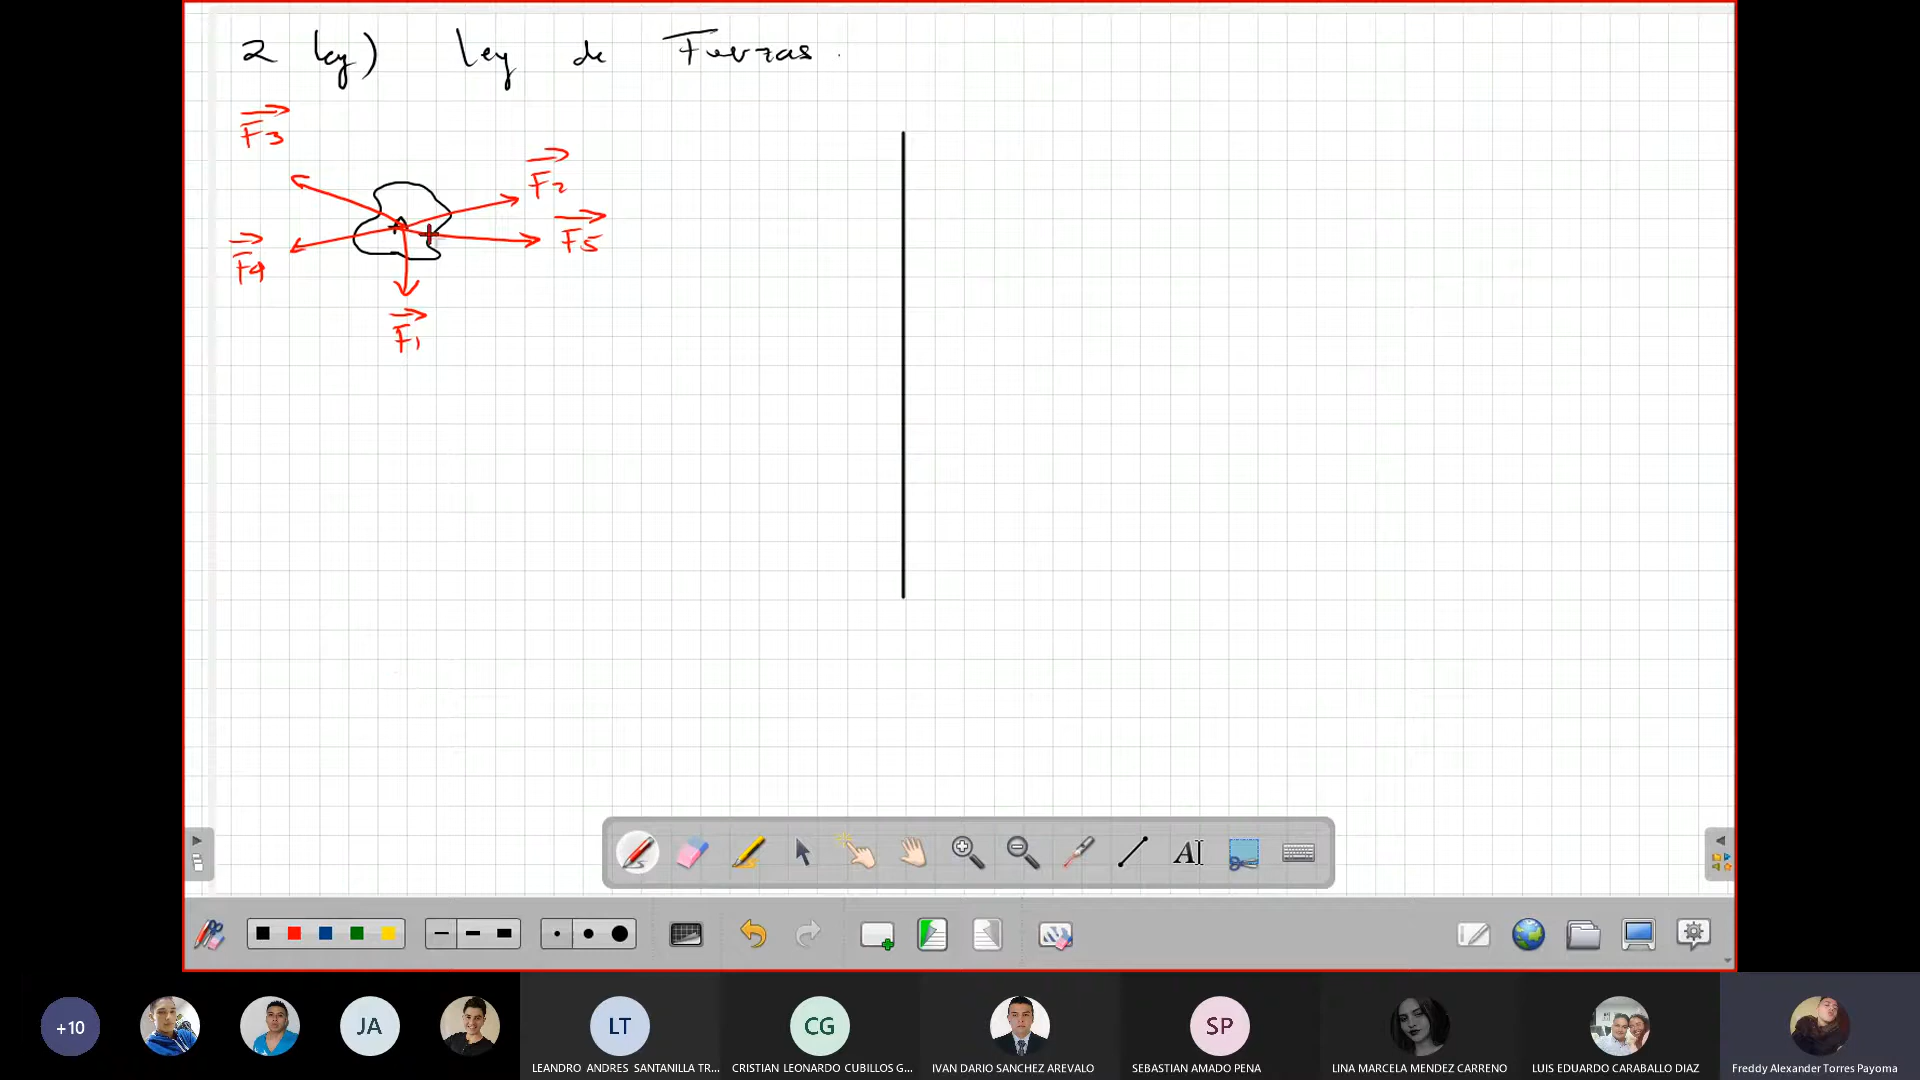 2 ley) ley de Fuerzas.
F3
F2
F5
F4
F1
AI
+10
JA
LT
CG
SP
LEANDRO ANDRES SANTANILLA TR...
CRISTIAN LEONARDO CUBILLOS G...
IVAN DARIO SANCHEZ AREVALO
SEBASTIAN AMADO PENA
LINA MARCELA MENDEZ CARRENO
LUIS EDUARDO CARABALLO DIAZ
Freddy Alexander Torres Payoma